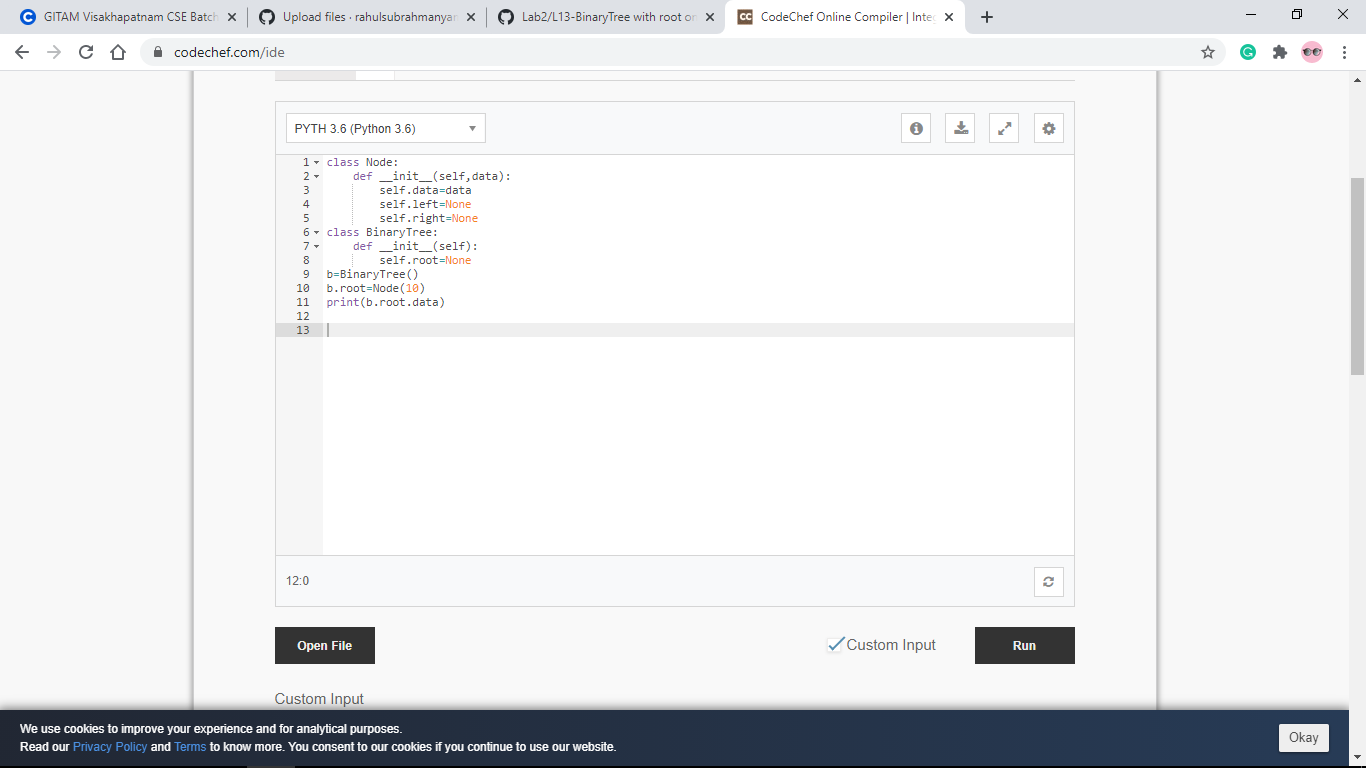 GITAM Visakhapatnam CSE Batch
Upload files · rahulsubrahmanyan
Lab2/L13-BinaryTree with root on
CC CodeChef Online Compiler | Inte
codechef.com/ide
PYTH 3.6 (Python 3.6)
1 class Node:
2     def __init__(self,data):
3         self.data=data
4         self.left=None
5         self.right=None
6 class BinaryTree:
7     def __init__(self):
8         self.root=None
9 b=BinaryTree()
10 b.root=Node(10)
11 print(b.root.data)
12
13
12:0
Open File
Custom Input
Run
Custom Input
We use cookies to improve your experience and for analytical purposes.
Read our Privacy Policy and Terms to know more. You consent to our cookies if you continue to use our website.
Okay